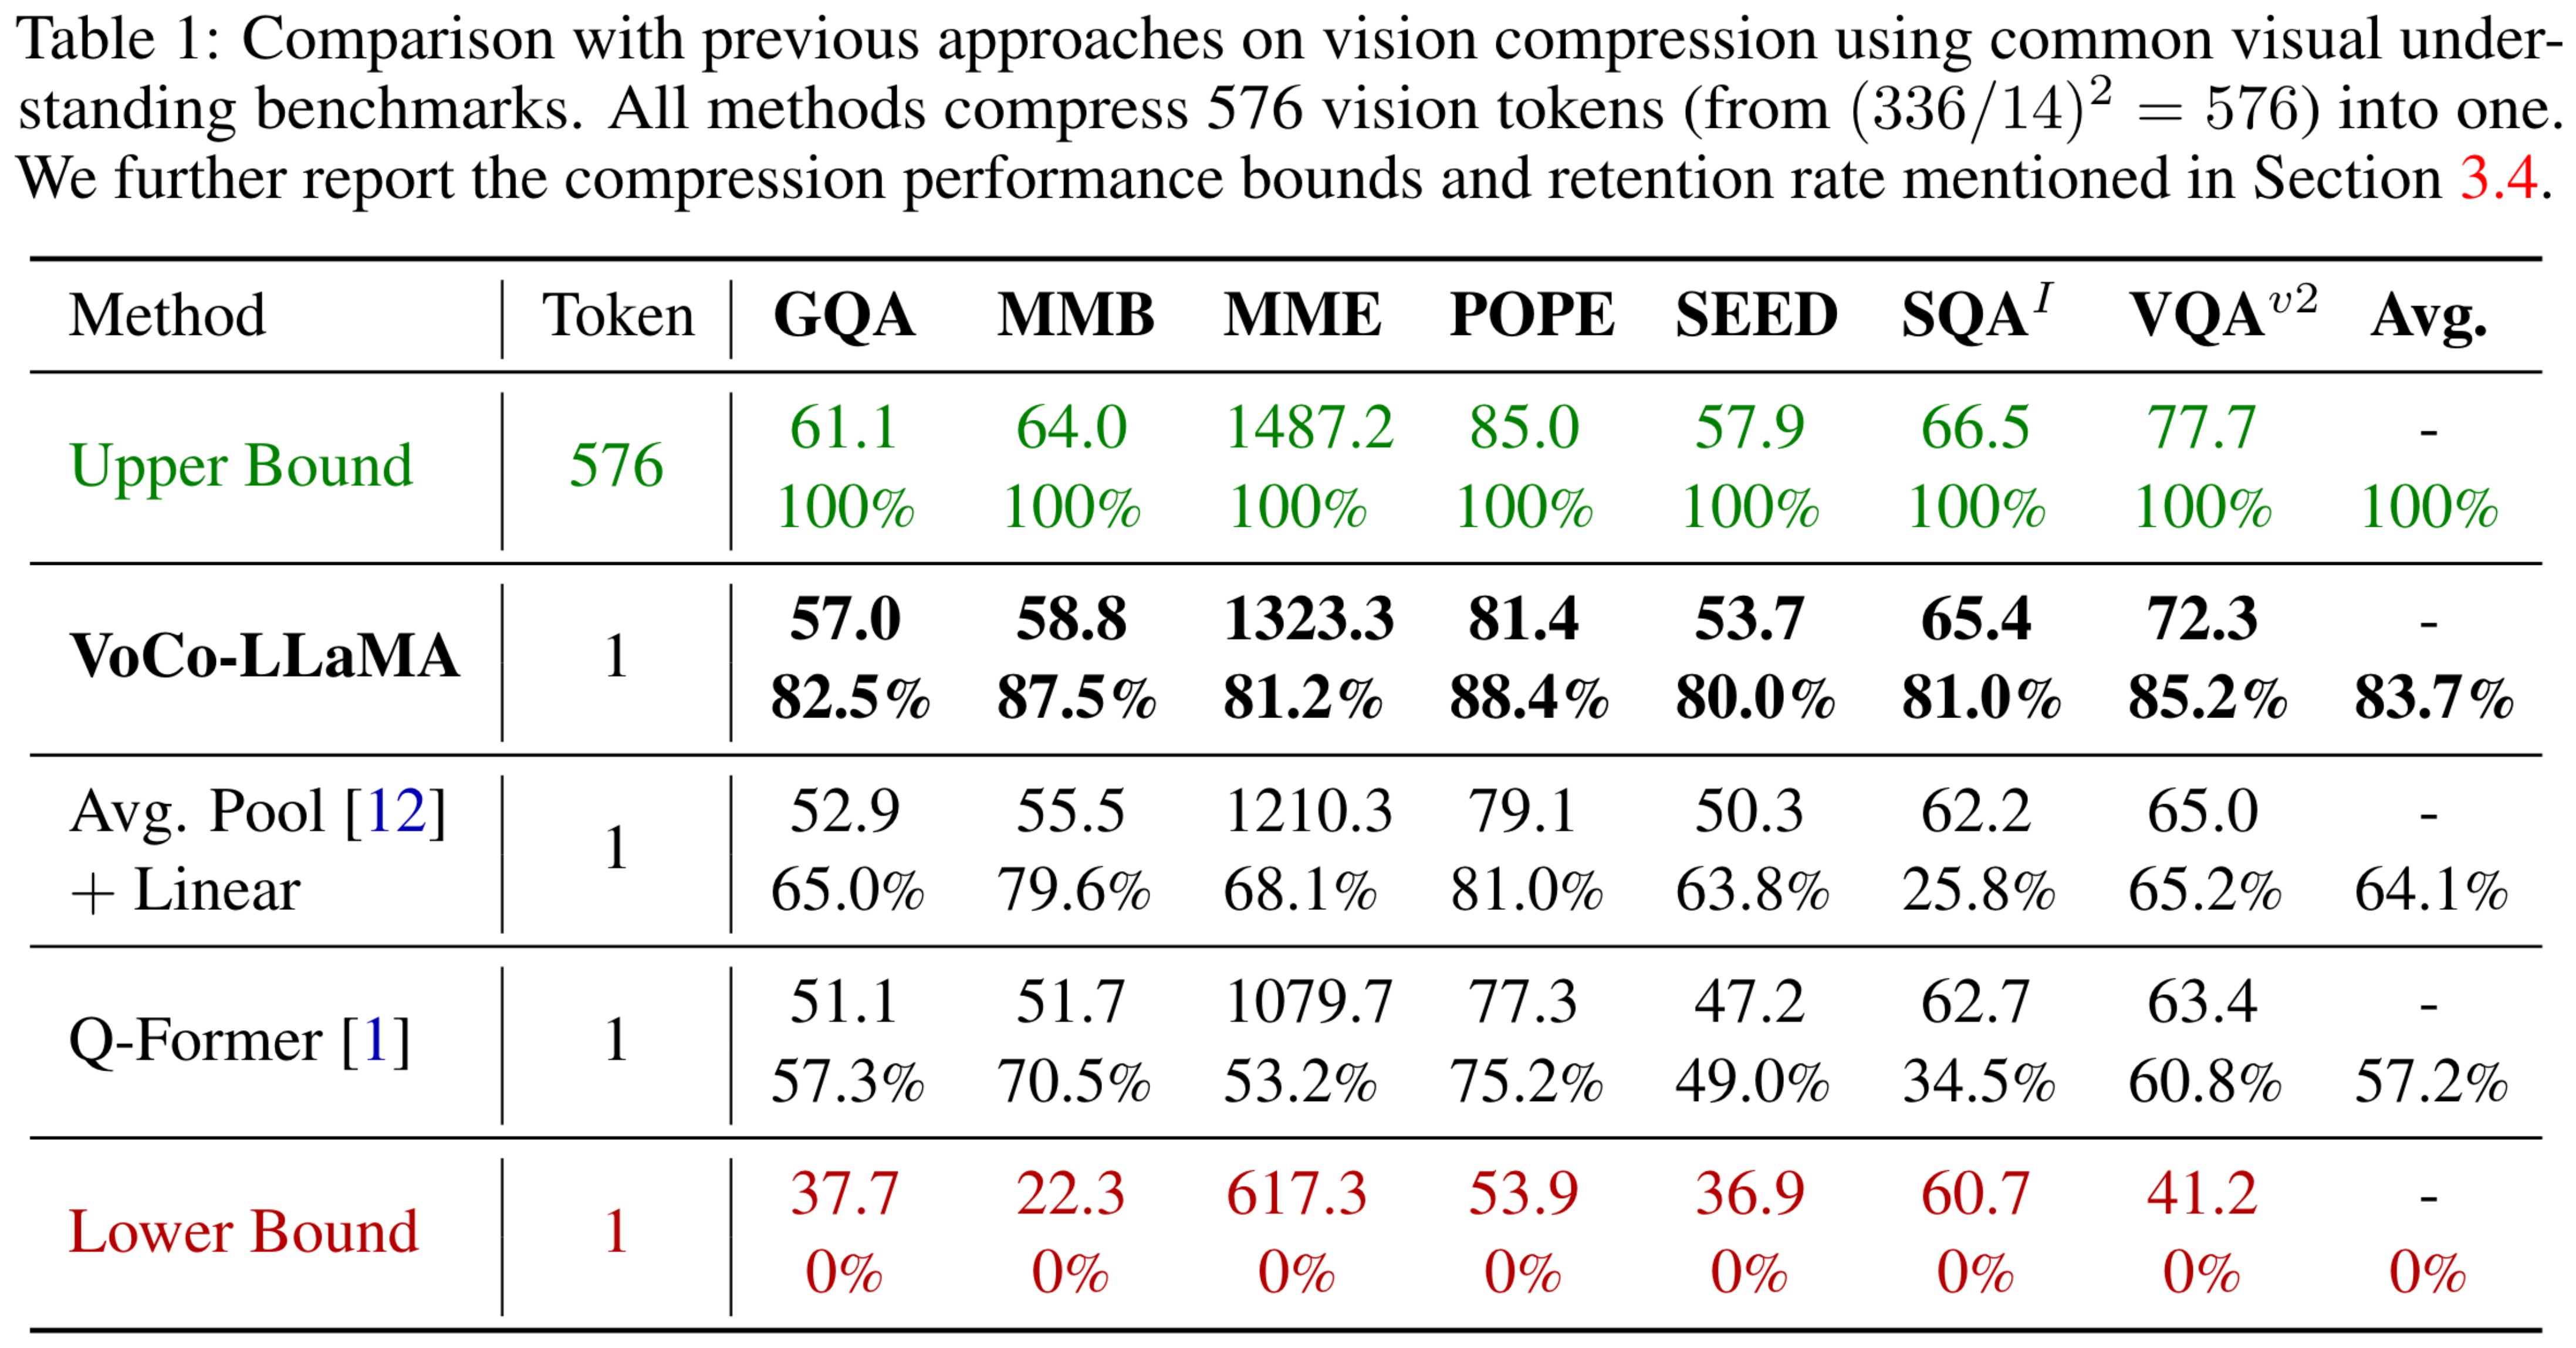 Table 1: Comparison with previous approaches on vision compression using common visual under-
standing benchmarks. All methods compress 576 vision tokens (from (336/14)² = 576) into one.
We further report the compression performance bounds and retention rate mentioned in Section 3.4.
Method Token GQA MMB MME POPE SEED SQA^I VQA^v2 Avg.
Upper Bound 576 61.1 64.0 1487.2 85.0 57.9 66.5 77.7 -
100% 100% 100% 100% 100% 100% 100% 100%
VoCo-LLaMA 1 57.0 58.8 1323.3 81.4 53.7 65.4 72.3 -
82.5% 87.5% 81.2% 88.4% 80.0% 81.0% 85.2% 83.7%
Avg. Pool [12] 1 52.9 55.5 1210.3 79.1 50.3 62.2 65.0 -
+ Linear 65.0% 79.6% 68.1% 81.0% 63.8% 25.8% 65.2% 64.1%
Q-Former [1] 1 51.1 51.7 1079.7 77.3 47.2 62.7 63.4 -
57.3% 70.5% 53.2% 75.2% 49.0% 34.5% 60.8% 57.2%
Lower Bound 1 37.7 22.3 617.3 53.9 36.9 60.7 41.2 -
0% 0% 0% 0% 0% 0% 0% 0%